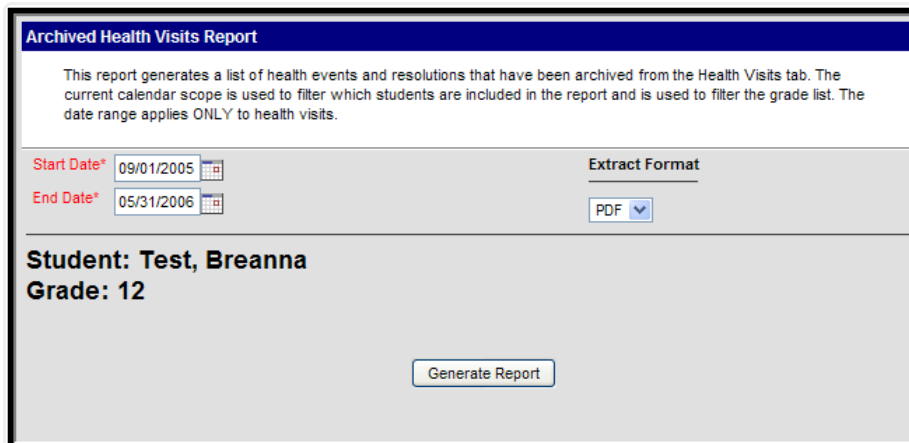 Archived Health Visits Report
This report generates a list of health events and resolutions that have been archived from the Health Visits tab. The
current calendar scope is used to filter which students are included in the report and is used to filter the grade list. The
date range applies ONLY to health visits.
Start Date* 09/01/2005
End Date* 05/31/2006
Extract Format
PDF
Student: Test, Breanna
Grade: 12
Generate Report